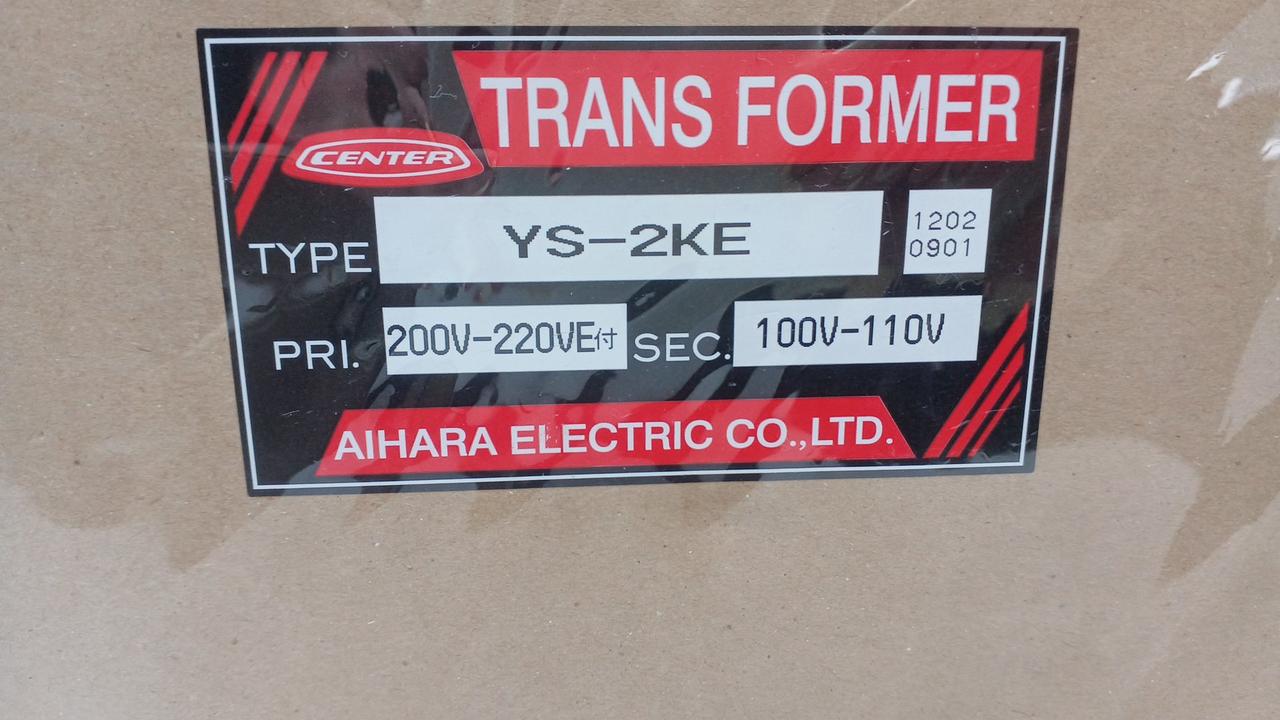 TRANS FORMER
CENTER
TYPE YS-2KE 1202
0901
PRI. 200V-220VE付 SEC. 100V-110V
AIHARA ELECTRIC CO.,LTD.